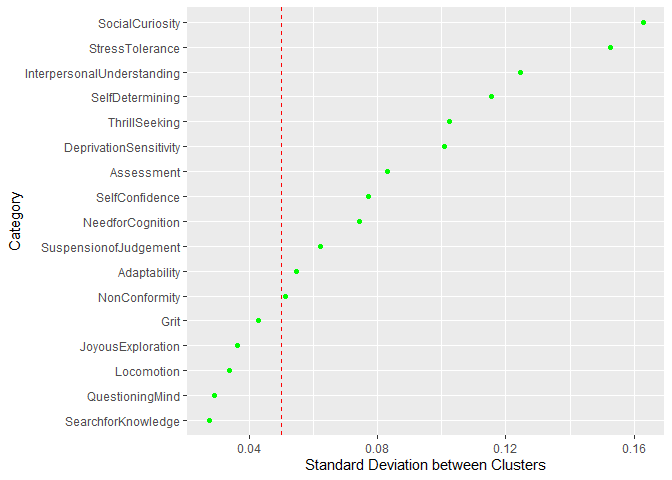 SocialCuriosity
StressTolerance
InterpersonalUnderstanding
SelfDetermining
ThrillSeeking
DeprivationSensitivity
Assessment
SelfConfidence
NeedforCognition
SuspensionofJudgement
Adaptability
NonConformity
Grit
JoyousExploration
Locomotion
QuestioningMind
SearchforKnowledge
Category
0.04 0.08 0.12 0.16
Standard Deviation between Clusters